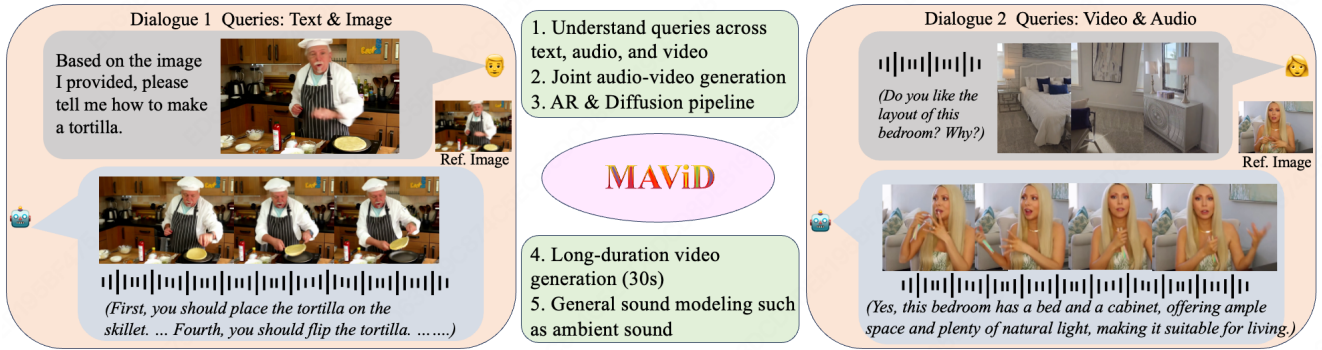 Dialogue 1  Queries: Text & Image
Based on the image
I provided, please
tell me how to make
a tortilla.
Ref. Image
(First, you should place the tortilla on the
skillet. ... Fourth, you should flip the tortilla. .......)
1. Understand queries across
text, audio, and video
2. Joint audio-video generation
3. AR & Diffusion pipeline
MAViD
4. Long-duration video
generation (30s)
5. General sound modeling such
as ambient sound
Dialogue 2  Queries: Video & Audio
(Do you like the
layout of this
bedroom? Why?)
Ref. Image
(Yes, this bedroom has a bed and a cabinet, offering ample
space and plenty of natural light, making it suitable for living.)